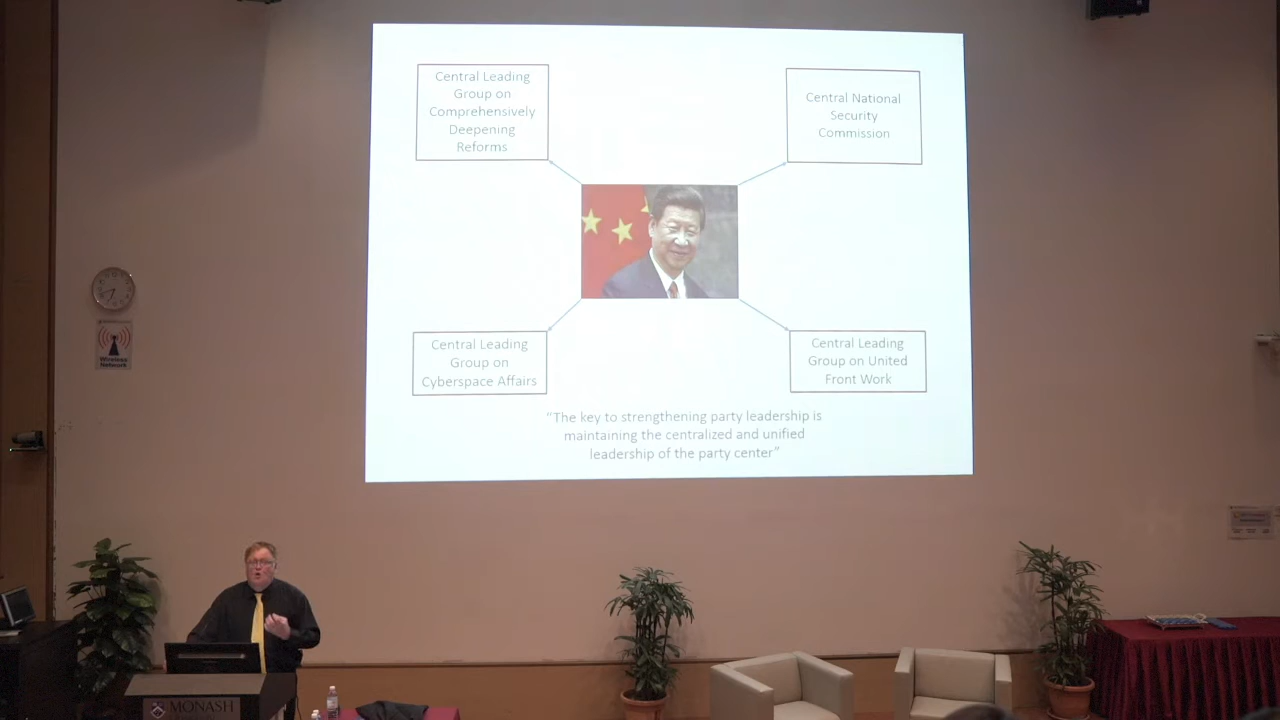 Central Leading
Group on
Comprehensively
Deepening
Reforms
Central National
Security
Commission
Central Leading
Group on
Cyberspace Affairs
Central Leading
Group on United
Front Work
“The key to strengthening party leadership is
maintaining the centralized and unified
leadership of the party center”
Wireless
Network
MONASH